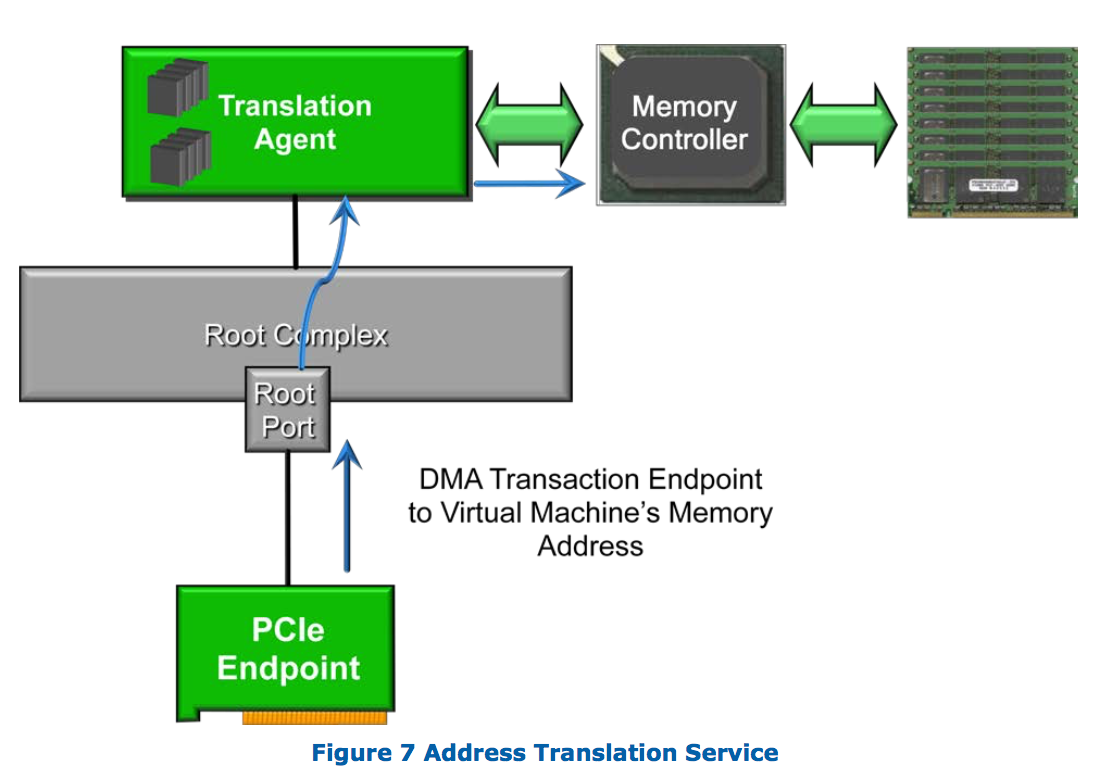 Translation
Agent
Memory
Controller
Root Complex
Root
Port
DMA Transaction Endpoint
to Virtual Machine's Memory
Address
PCIe
Endpoint
Figure 7 Address Translation Service